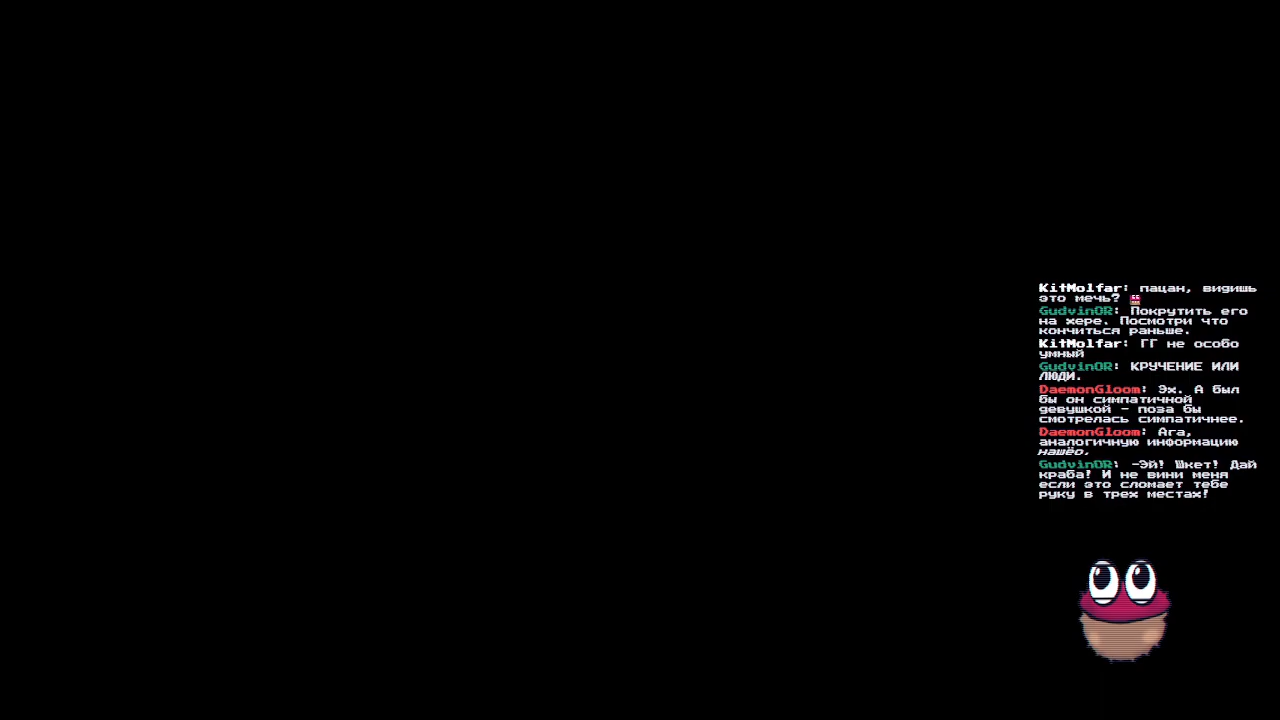 KitMolfar: пацан, видишь
это мечь?
GudvinOR: Покрутить его
на хере. Посмотри что
кончиться раньше.
KitMolfar: ГГ не особо
умный
GudvinOR: КРУЧЕНИЕ ИЛИ
ЛЮДИ.
DaemonGloom: Эх. А был
бы он симпатичной
девушкой - поза бы
смотрелась симпатичнее.
DaemonGloom: Ага,
аналогичную информацию
нашёо.
GudvinOR: -Эй! Шкет! Дай
краба! И не вини меня
если это сломает тебе
руку в трех местах!